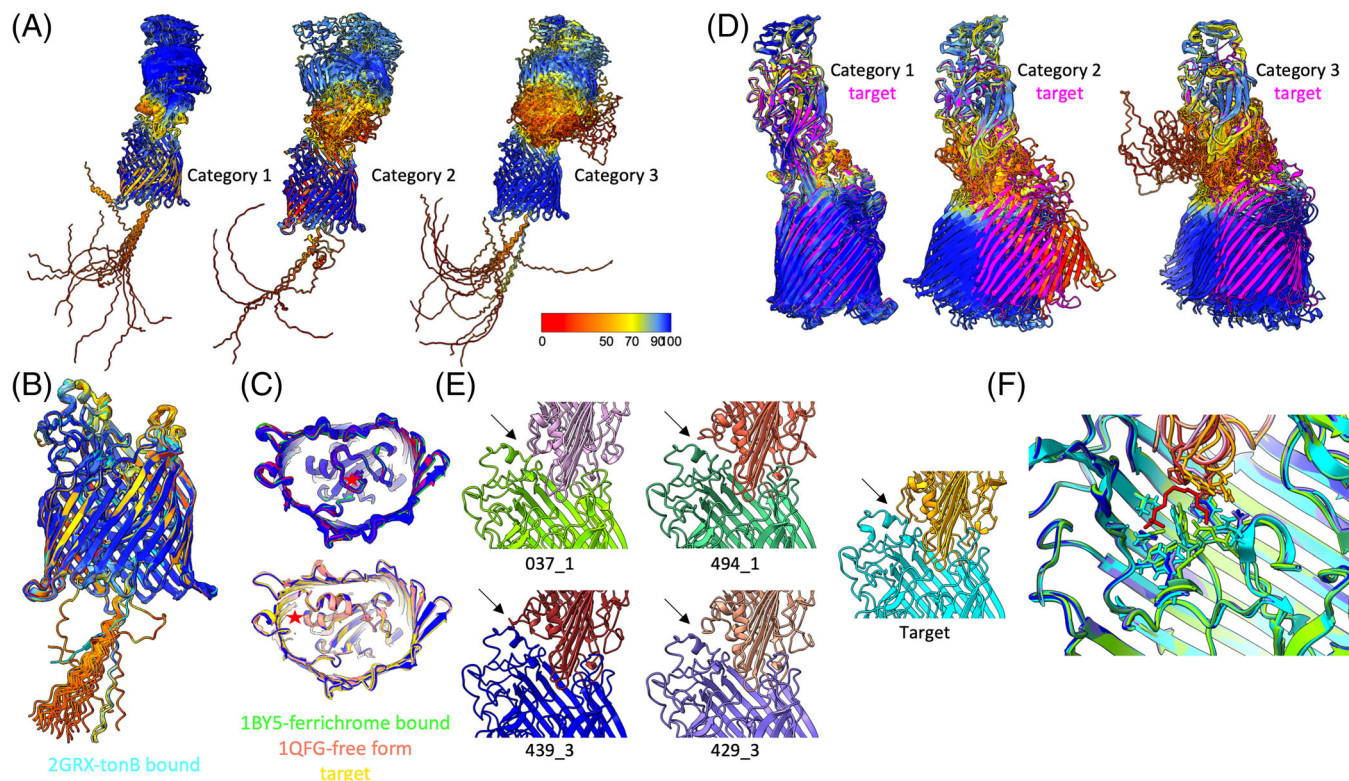 (A)
Category 1
Category 2
Category 3
0 50 70 90 100
(D)
Category 1
target
Category 2
target
Category 3
target
(B)
2GRX-tonB bound
(C)
1BY5-ferrichrome bound
1QFG-free form
target
(E)
037_1
494_1
439_3
429_3
Target
(F)